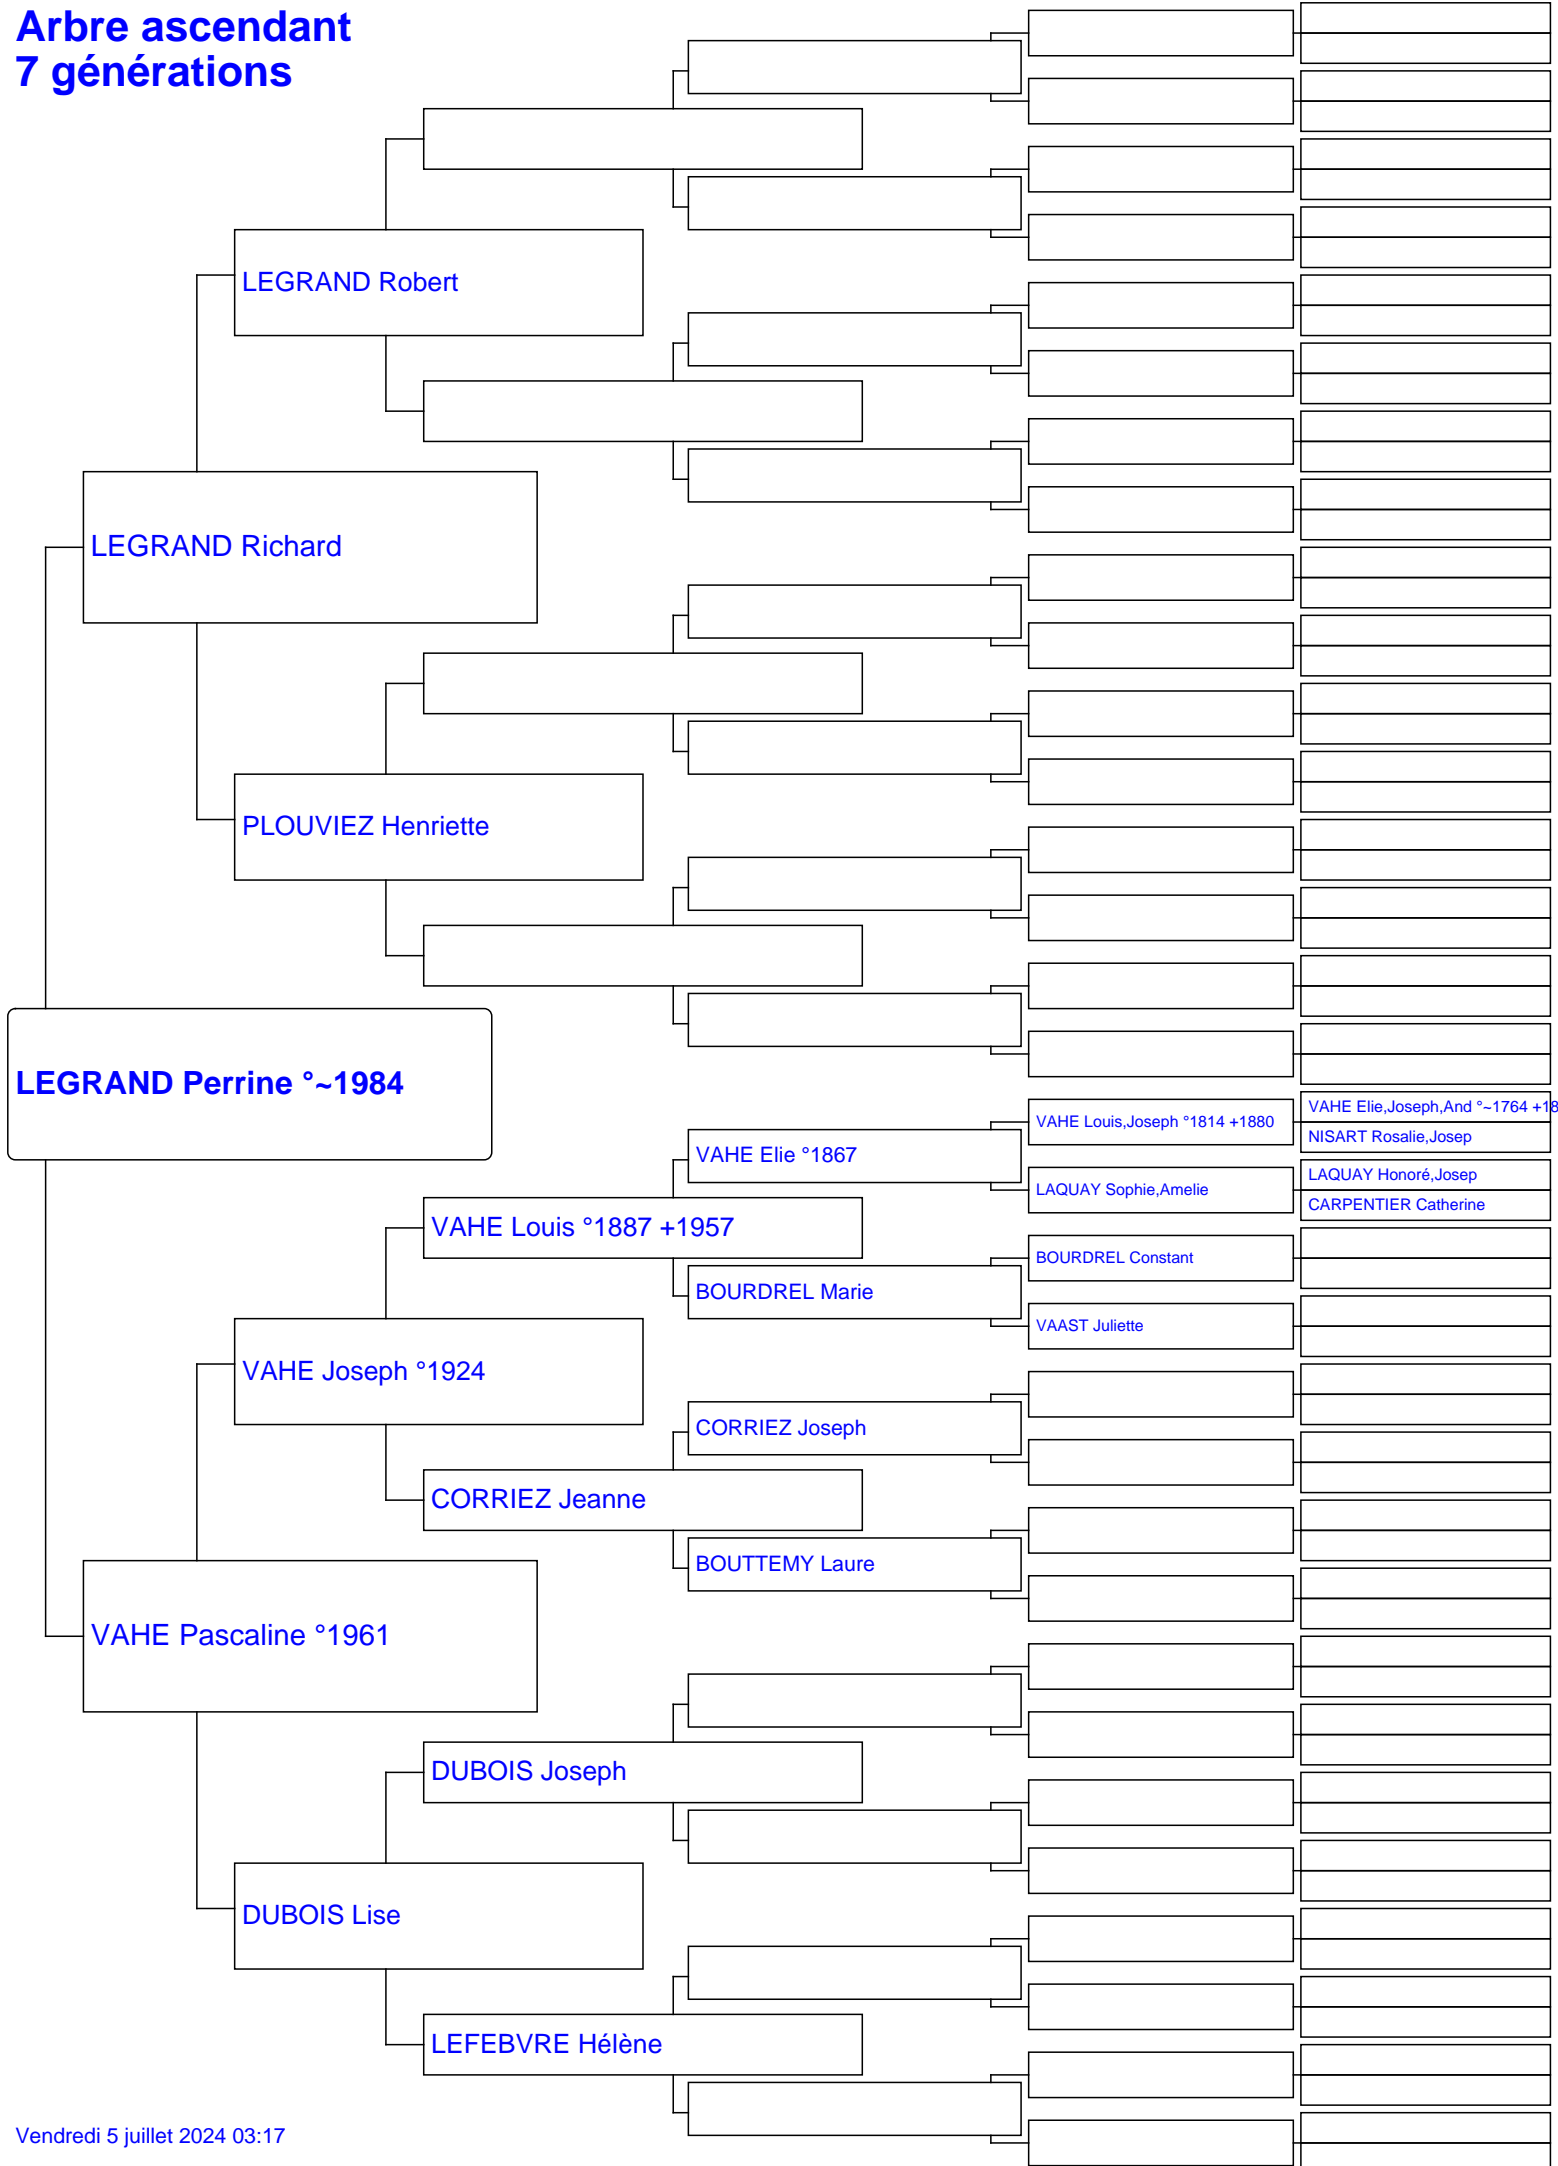 Arbre ascendant
7 générations
LEGRAND Robert
LEGRAND Richard
PLOUVIEZ Henriette
LEGRAND Perrine °~1984
VAHE Elie,Joseph,And °~1764 +18
VAHE Louis,Joseph °1814 +1880
NISART Rosalie,Josep
VAHE Elie °1867
LAQUAY Honoré,Josep
LAQUAY Sophie,Amelie
CARPENTIER Catherine
VAHE Louis °1887 +1957
BOURDREL Constant
BOURDREL Marie
VAAST Juliette
VAHE Joseph °1924
CORRIEZ Joseph
CORRIEZ Jeanne
BOUTTEMY Laure
VAHE Pascaline °1961
DUBOIS Joseph
DUBOIS Lise
LEFEBVRE Hélène
Vendredi 5 juillet 2024 03:17